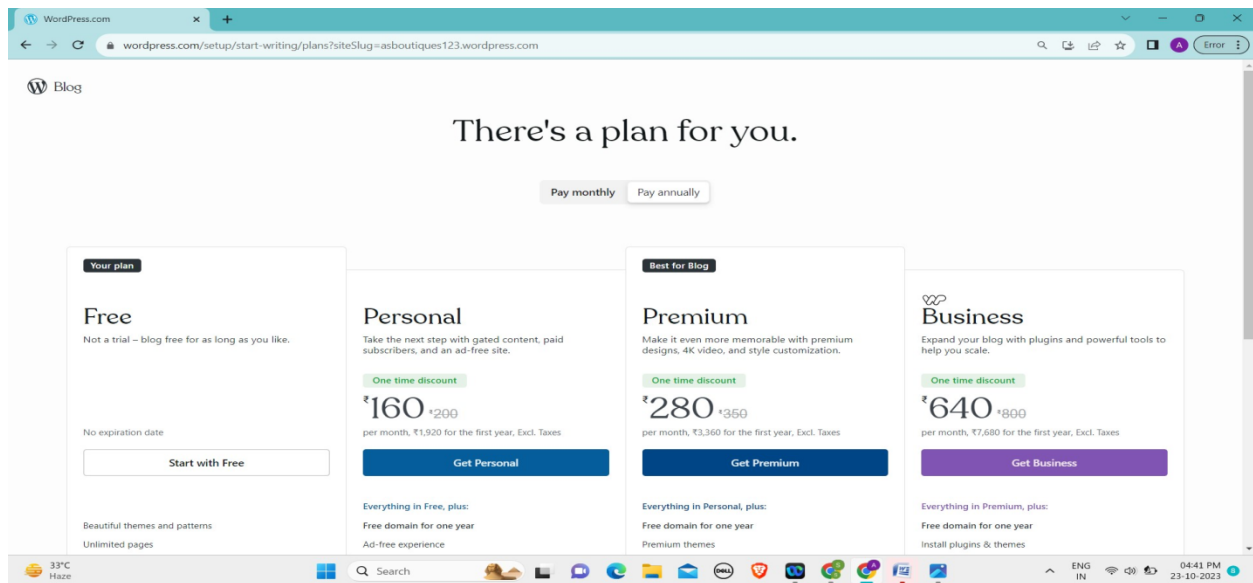 WordPress.com
wordpress.com/setup/start-writing/plans?siteSlug=asboutiques123.wordpress.com
A
Error
Blog
There's a plan for you.
Pay monthly Pay annually
Your plan
Free
Not a trial – blog free for as long as you like.
No expiration date
Start with Free
Beautiful themes and patterns
Unlimited pages
Personal
Take the next step with gated content, paid
subscribers, and an ad-free site.
One time discount
₹160 ₹200
per month, ₹1,920 for the first year, Excl. Taxes
Get Personal
Everything in Free, plus:
Free domain for one year
Ad-free experience
Best for Blog
Premium
Make it even more memorable with premium
designs, 4K video, and style customization.
One time discount
₹280 ₹350
per month, ₹3,360 for the first year, Excl. Taxes
Get Premium
Everything in Personal, plus:
Free domain for one year
Premium themes
Business
Expand your blog with plugins and powerful tools to
help you scale.
One time discount
₹640 ₹800
per month, ₹7,680 for the first year, Excl. Taxes
Get Business
Everything in Premium, plus:
Free domain for one year
Install plugins & themes
33°C
Haze
Search
DELL
ENG
IN
04:41 PM
23-10-2023